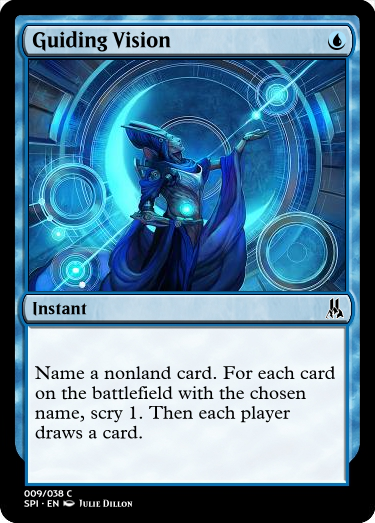 Guiding Vision
Instant
Name a nonland card. For each card
on the battlefield with the chosen
name, scry 1. Then each player
draws a card.
009/038 C
SPI · EN Julie Dillon